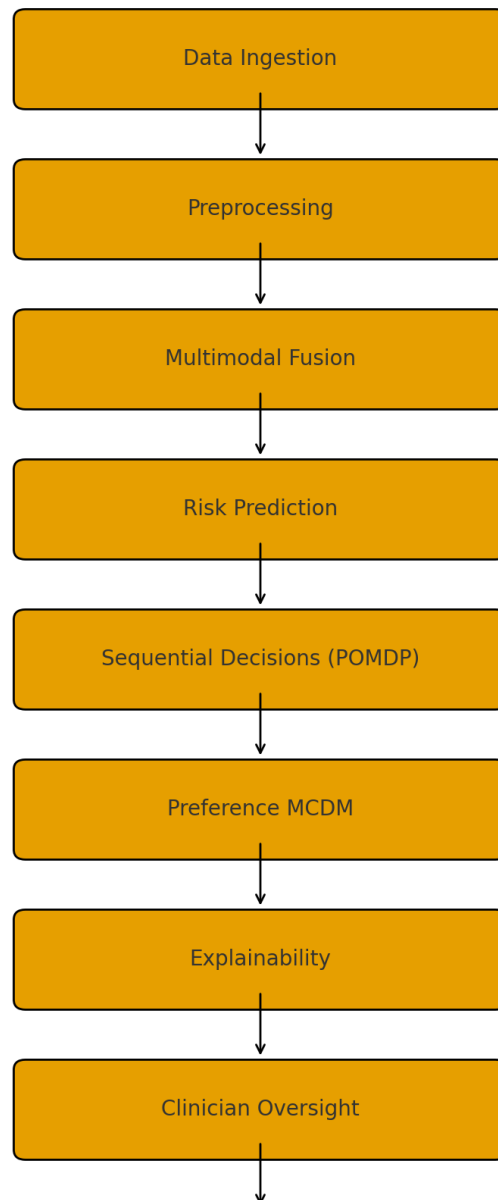 Data Ingestion
Preprocessing
Multimodal Fusion
Risk Prediction
Sequential Decisions (POMDP)
Preference MCDM
Explainability
Clinician Oversight